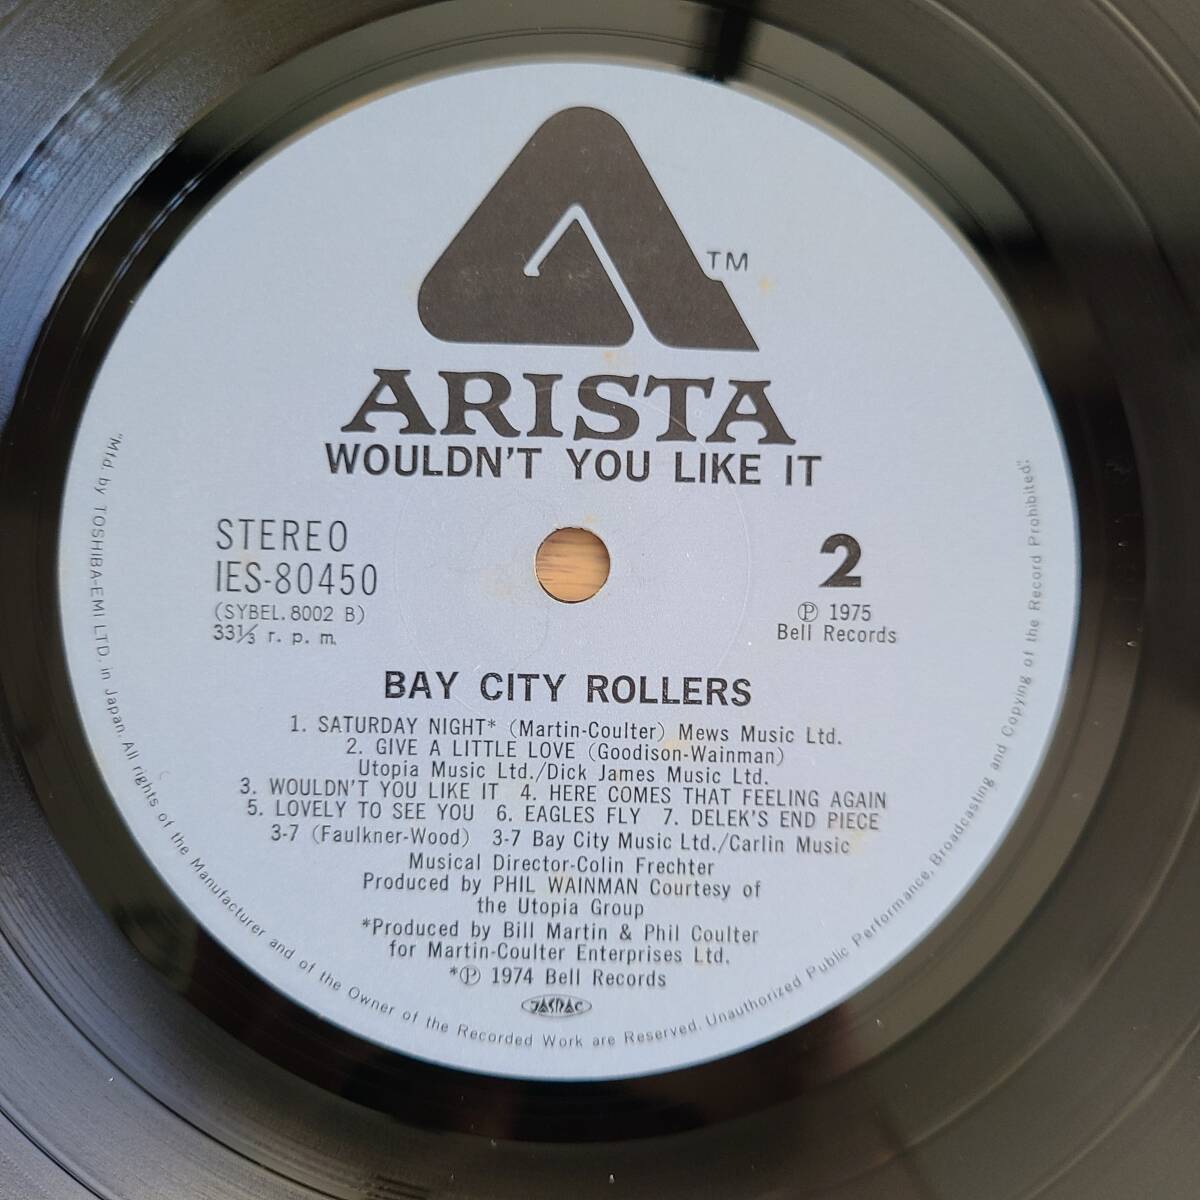 TM
ARISTA
WOULDN'T YOU LIKE IT
STEREO
IES-80450
(SYBEL. 8002 B)
33⅓ r. p. m.
2
Ⓟ 1975
Bell Records
BAY CITY ROLLERS
1. SATURDAY NIGHT* (Martin-Coulter) Mews Music Ltd.
2. GIVE A LITTLE LOVE (Goodison-Wainman)
Utopia Music Ltd./Dick James Music Ltd.
3. WOULDN'T YOU LIKE IT 4. HERE COMES THAT FEELING AGAIN
5. LOVELY TO SEE YOU 6. EAGLES FLY 7. DELEK'S END PIECE
3-7 (Faulkner-Wood) 3-7 Bay City Music Ltd./Carlin Music
Musical Director-Colin Frechter
Produced by PHIL WAINMAN Courtesy of
the Utopia Group
*Produced by Bill Martin & Phil Coulter
for Martin-Coulter Enterprises Ltd.
*Ⓟ 1974 Bell Records
JASRAC
"Mfd. by TOSHIBA-EMI LTD. in Japan. All rights of the Manufacturer and of the Owner of the Recorded Work are Reserved. Unauthorized Public Performance, Broadcasting and Copying of the Record Prohibited".